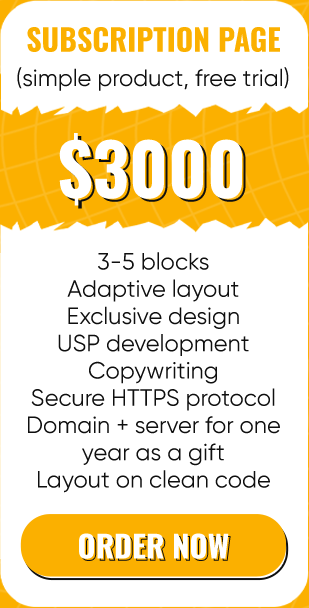 SUBSCRIPTION PAGE
(simple product, free trial)
$3000
3-5 blocks
Adaptive layout
Exclusive design
USP development
Copywriting
Secure HTTPS protocol
Domain + server for one
year as a gift
Layout on clean code
ORDER NOW